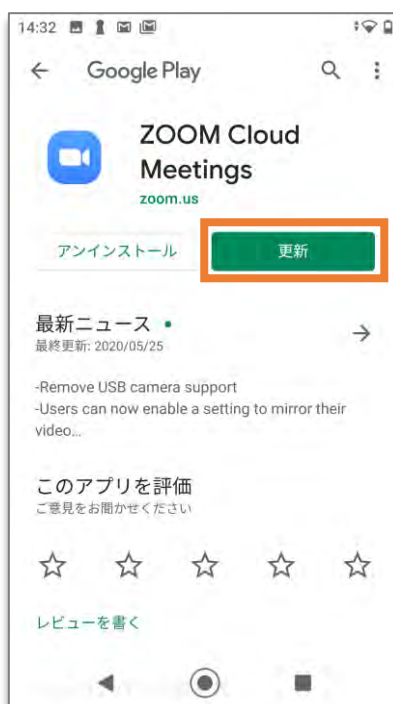 14:32
Google Play
ZOOM Cloud
Meetings
zoom.us
アンインストール
更新
最新ニュース
最終更新: 2020/05/25
-Remove USB camera support
-Users can now enable a setting to mirror their
video...
このアプリを評価
ご意見をお聞かせください
レビューを書く